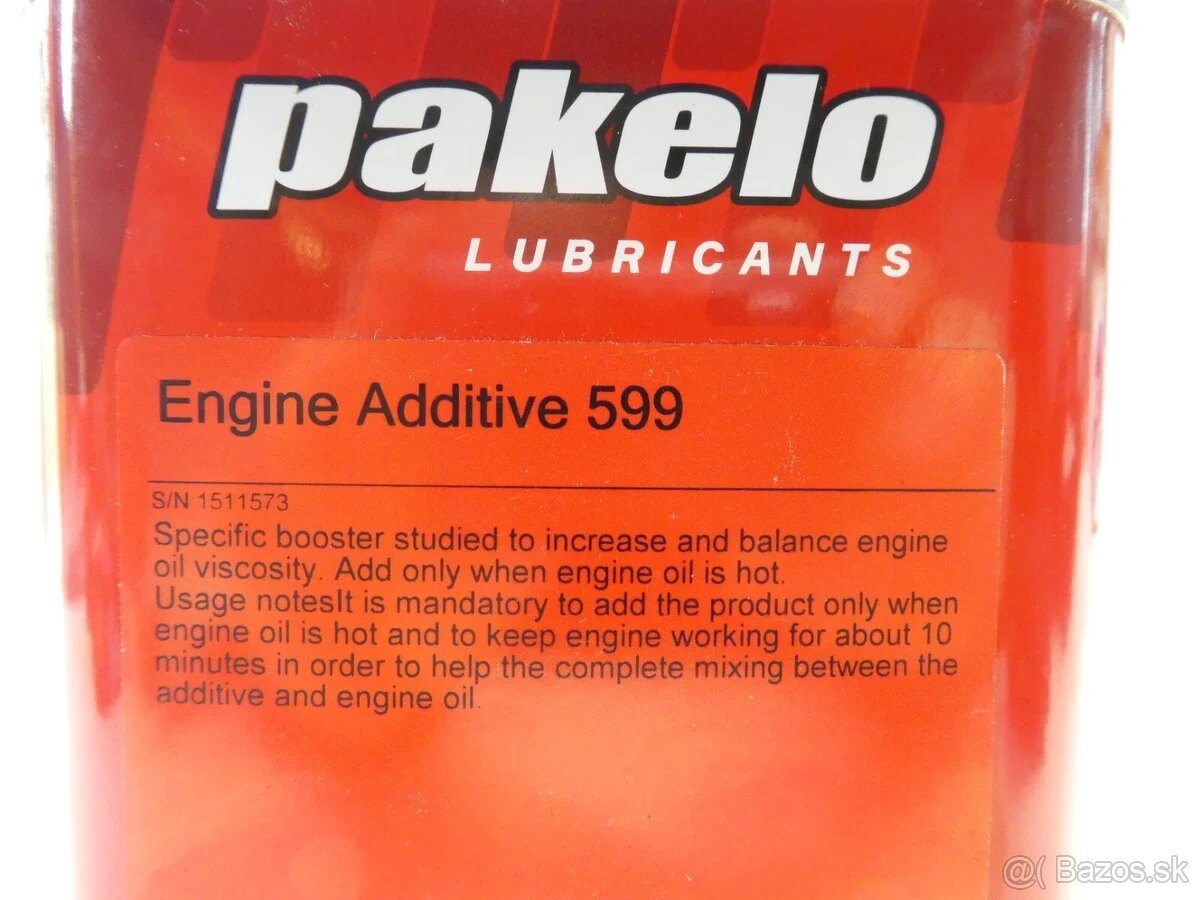 pakelo
LUBRICANTS
Engine Additive 599
S/N 1511573
Specific booster studied to increase and balance engine
oil viscosity. Add only when engine oil is hot.
Usage notesIt is mandatory to add the product only when
engine oil is hot and to keep engine working for about 10
minutes in order to help the complete mixing between the
additive and engine oil.
@( Bazos.sk